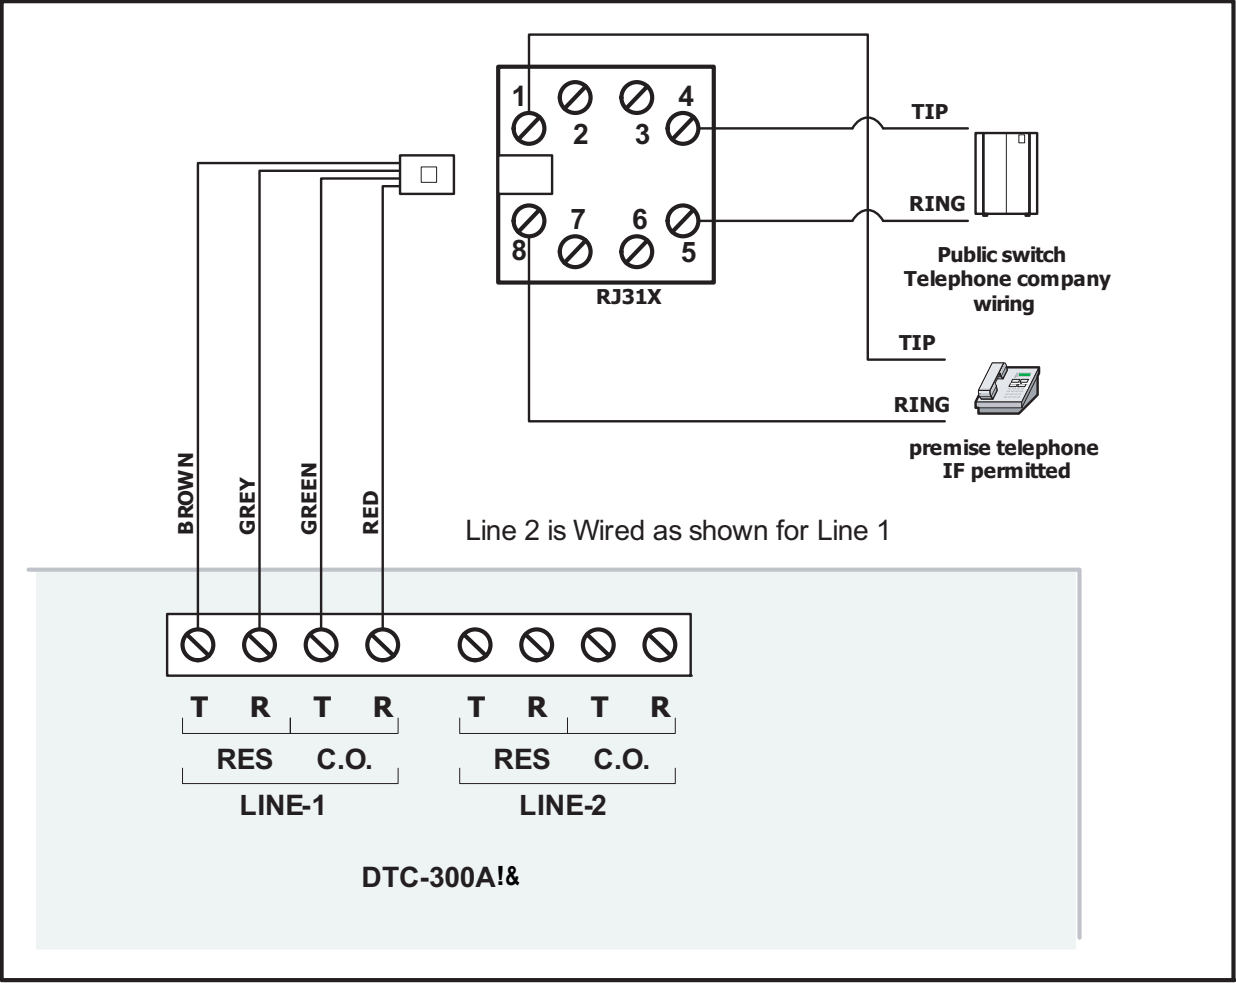 1
2
3
4
TIP
RING
7
6
8
5
RJ31X
Public switch
Telephone company
wiring
TIP
RING
premise telephone
IF permitted
BROWN
GREY
GREEN
RED
Line 2 is Wired as shown for Line 1
T R T R T R T R
RES C.O. RES C.O.
LINE-1 LINE-2
DTC-300A!&